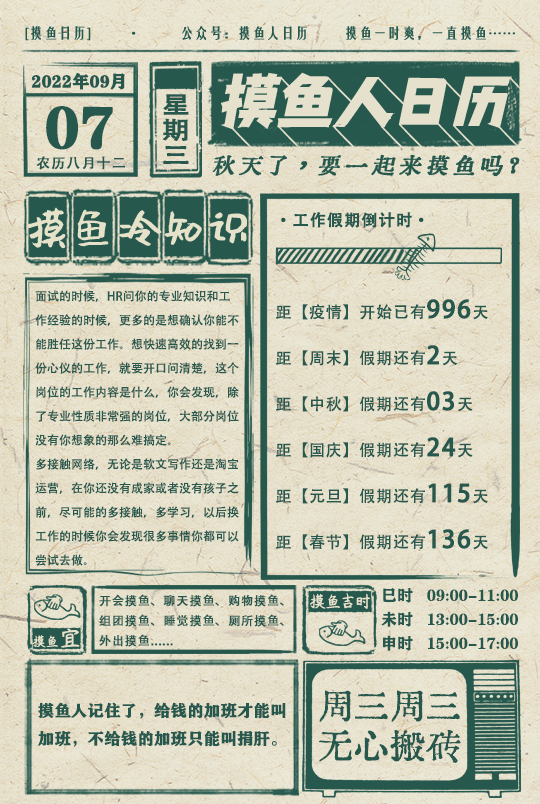 [摸鱼日历] · 公众号：摸鱼人日历 摸鱼一时爽，一直摸鱼……
2022年09月
07
农历八月十二
星期三
摸鱼人日历
秋天了，要一起来摸鱼吗？
摸鱼冷知识
面试的时候，HR问你的专业知识和工
作经验的时候，更多的是想确认你能不
能胜任这份工作。想快速高效的找到一
份心仪的工作，就要开口问清楚，这个
岗位的工作内容是什么，你会发现，除
了专业性质非常强的岗位，大部分岗位
没有你想象的那么难搞定。
多接触网络，无论是软文写作还是淘宝
运营，在你还没有成家或者没有孩子之
前，尽可能的多接触，多学习，以后换
工作的时候你会发现很多事情你都可以
尝试去做。
·工作假期倒计时·
距【疫情】开始已有996天
距【周末】假期还有2天
距【中秋】假期还有03天
距【国庆】假期还有24天
距【元旦】假期还有115天
距【春节】假期还有136天
摸鱼宜
开会摸鱼、聊天摸鱼、购物摸鱼、
组团摸鱼、睡觉摸鱼、厕所摸鱼、
外出摸鱼……
摸鱼吉时
巳时 09:00-11:00
未时 13:00-15:00
申时 15:00-17:00
摸鱼人记住了，给钱的加班才能叫
加班，不给钱的加班只能叫捐肝。
周三周三
无心搬砖